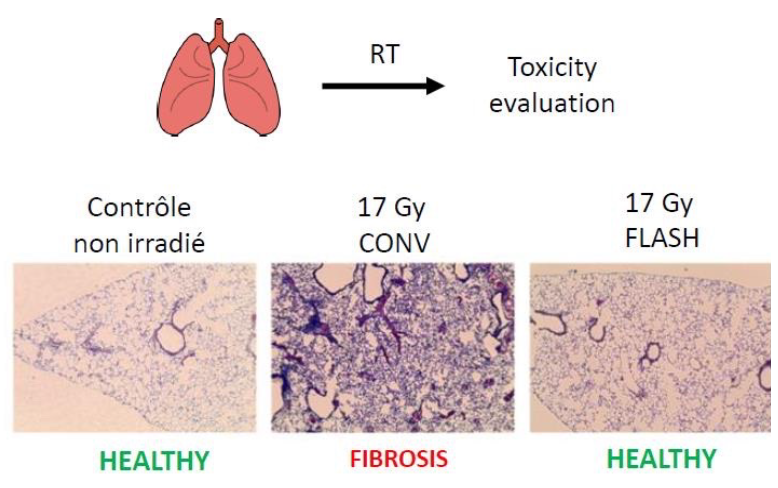 RT
Toxicity
evaluation
Contrôle
non irradié
17 Gy
CONV
17 Gy
FLASH
HEALTHY
FIBROSIS
HEALTHY